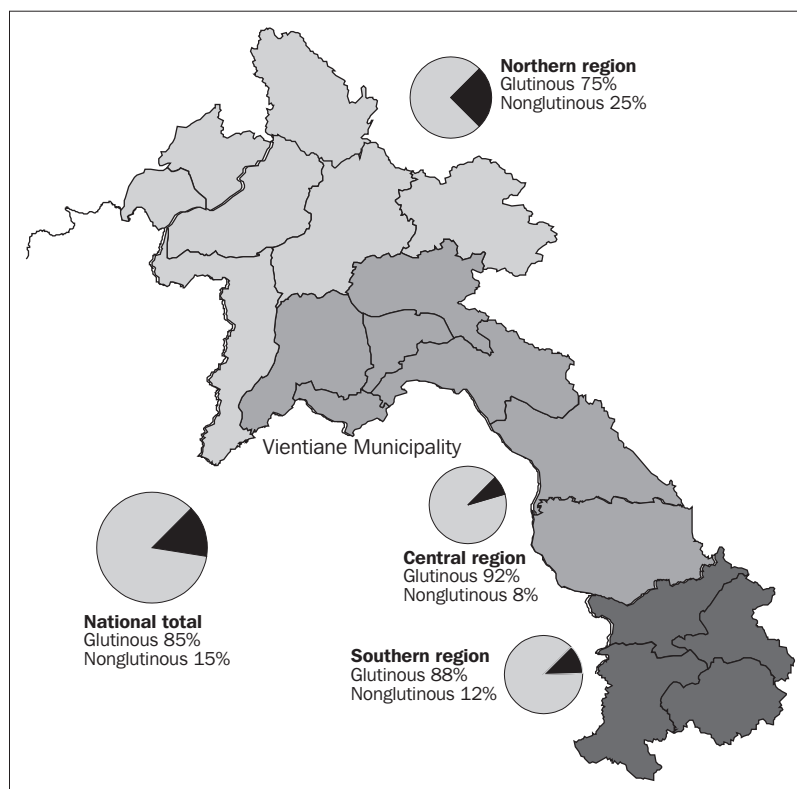 Northern region
Glutinous 75%
Nonglutinous 25%
Vientiane Municipality
Central region
Glutinous 92%
Nonglutinous 8%
National total
Glutinous 85%
Nonglutinous 15%
Southern region
Glutinous 88%
Nonglutinous 12%